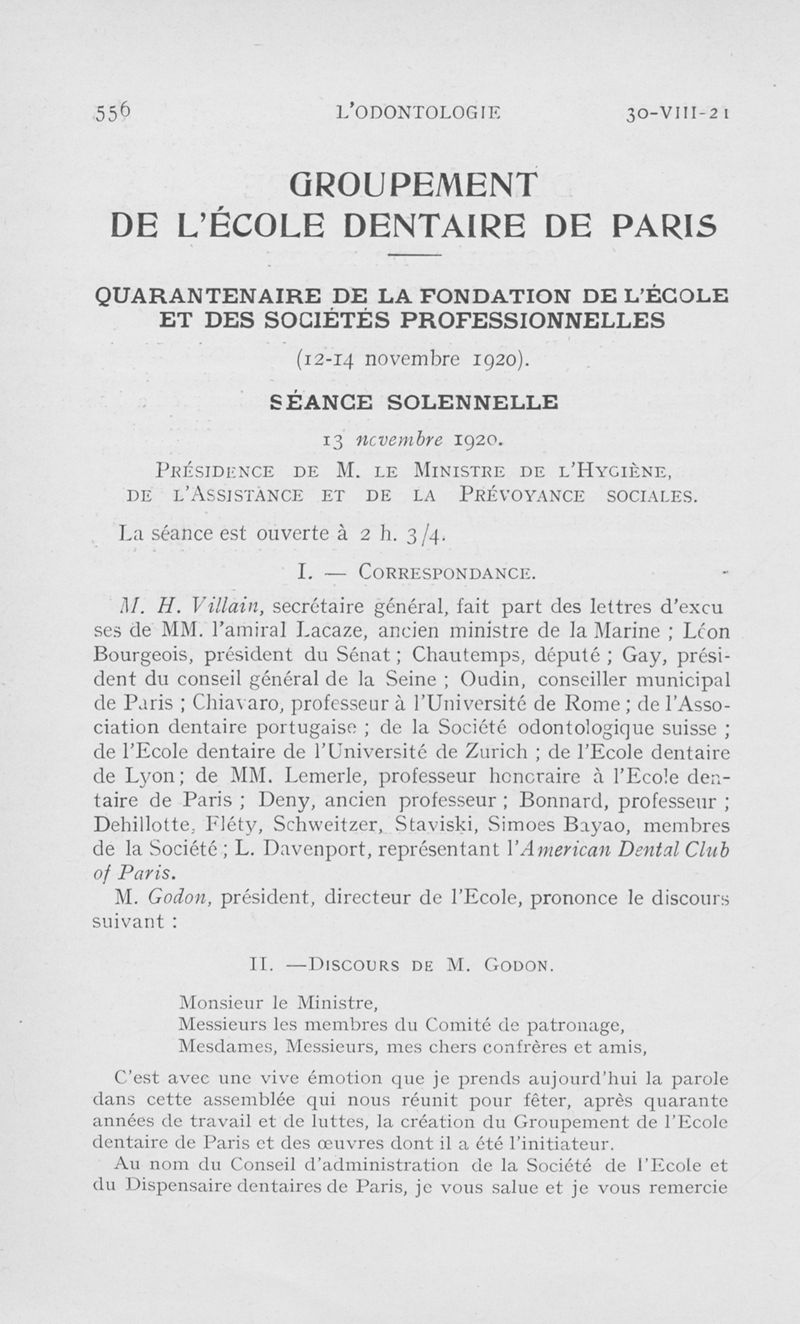 556 L'ODONTOLOGIE 30-VIII-21
GROUPEMENT
DE L'ÉCOLE DENTAIRE DE PARIS
QUARANTENAIRE DE LA FONDATION DE L'ÉCOLE
ET DES SOCIÉTÉS PROFESSIONNELLES
(12-14 novembre 1920).
SÉANCE SOLENNELLE
13 novembre 1920.
PRÉSIDENCE DE M. LE MINISTRE DE L'HYGIÈNE,
DE L'ASSISTANCE ET DE LA PRÉVOYANCE SOCIALES.
La séance est ouverte à 2 h. 3/4.
I. — CORRESPONDANCE.
M. H. Villain, secrétaire général, fait part des lettres d'excu
ses de MM. l'amiral Lacaze, ancien ministre de la Marine ; Léon
Bourgeois, président du Sénat ; Chautemps, député ; Gay, prési-
dent du conseil général de la Seine ; Oudin, conseiller municipal
de Paris ; Chiavaro, professeur à l'Université de Rome ; de l'Asso-
ciation dentaire portugaise ; de la Société odontologique suisse ;
de l'Ecole dentaire de l'Université de Zurich ; de l'Ecole dentaire
de Lyon; de MM. Lemerle, professeur honoraire à l'Ecole den-
taire de Paris ; Deny, ancien professeur ; Bonnard, professeur ;
Dehillotte, Fléty, Schweitzer, Staviski, Simoes Bayao, membres
de la Société ; L. Davenport, représentant l'American Dental Club
of Paris.
M. Godon, président, directeur de l'Ecole, prononce le discours
suivant :
II. —DISCOURS DE M. GODON.
Monsieur le Ministre,
Messieurs les membres du Comité de patronage,
Mesdames, Messieurs, mes chers confrères et amis,
C'est avec une vive émotion que je prends aujourd'hui la parole
dans cette assemblée qui nous réunit pour fêter, après quarante
années de travail et de luttes, la création du Groupement de l'Ecole
dentaire de Paris et des œuvres dont il a été l'initiateur.
Au nom du Conseil d'administration de la Société de l'Ecole et
du Dispensaire dentaires de Paris, je vous salue et je vous remercie